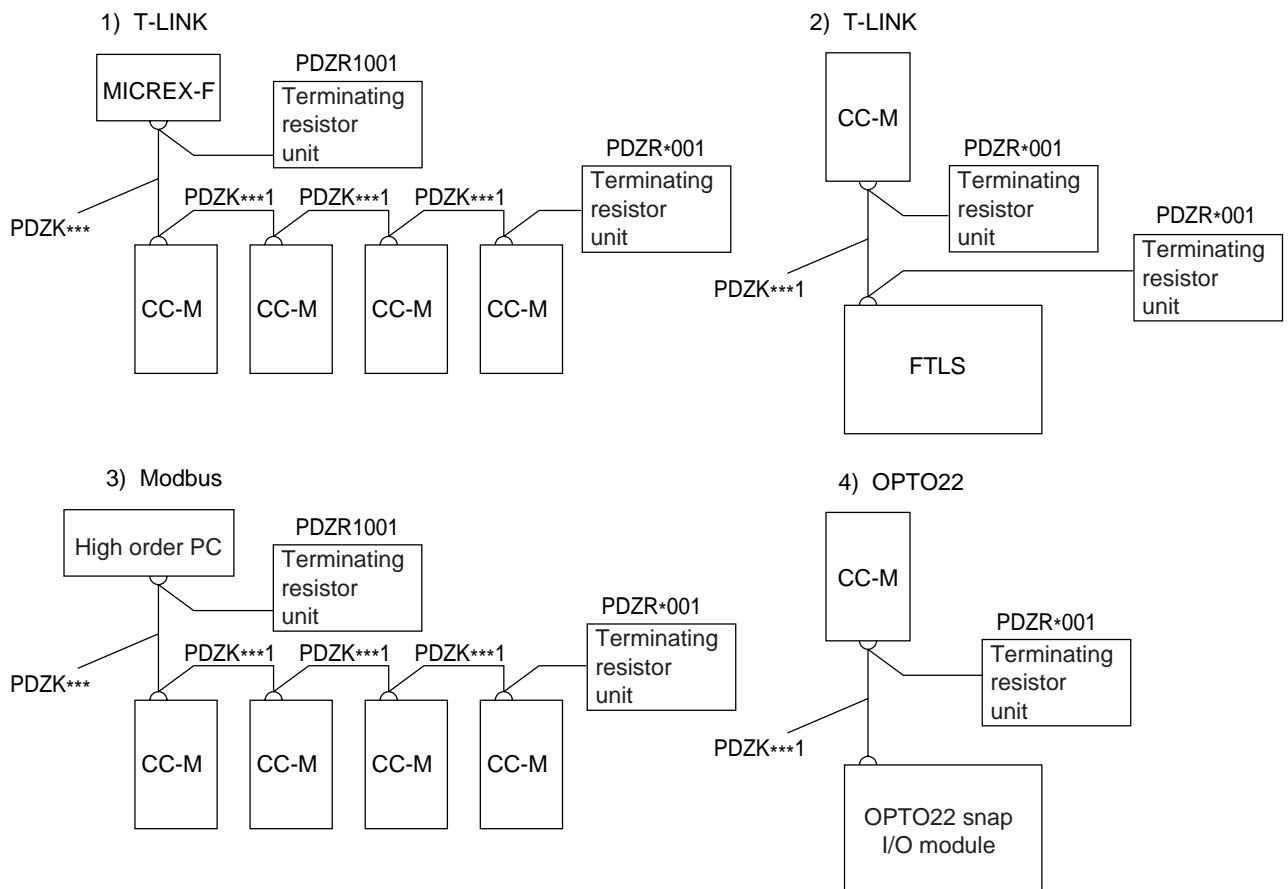 1) T-LINK
MICREX-F
PDZR1001
Terminating
resistor
unit
PDZK***
PDZK***1
PDZK***1
PDZK***1
PDZR*001
Terminating
resistor
unit
CC-M
CC-M
CC-M
CC-M
2) T-LINK
CC-M
PDZR*001
Terminating
resistor
unit
PDZR*001
Terminating
resistor
unit
PDZK***1
FTLS
3) Modbus
High order PC
PDZR1001
Terminating
resistor
unit
PDZK***
PDZK***1
PDZK***1
PDZK***1
PDZR*001
Terminating
resistor
unit
CC-M
CC-M
CC-M
CC-M
4) OPTO22
CC-M
PDZR*001
Terminating
resistor
unit
PDZK***1
OPTO22 snap
I/O module